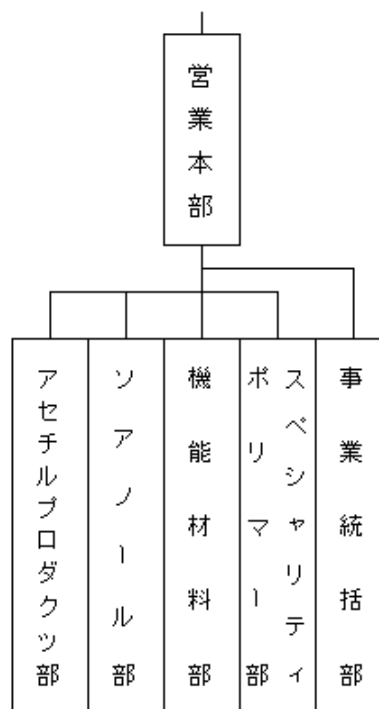 営業本部
アセチルプロダクツ部
ソアノール部
機能材料部
スペシャリティ
ポリマー部
事業統括部